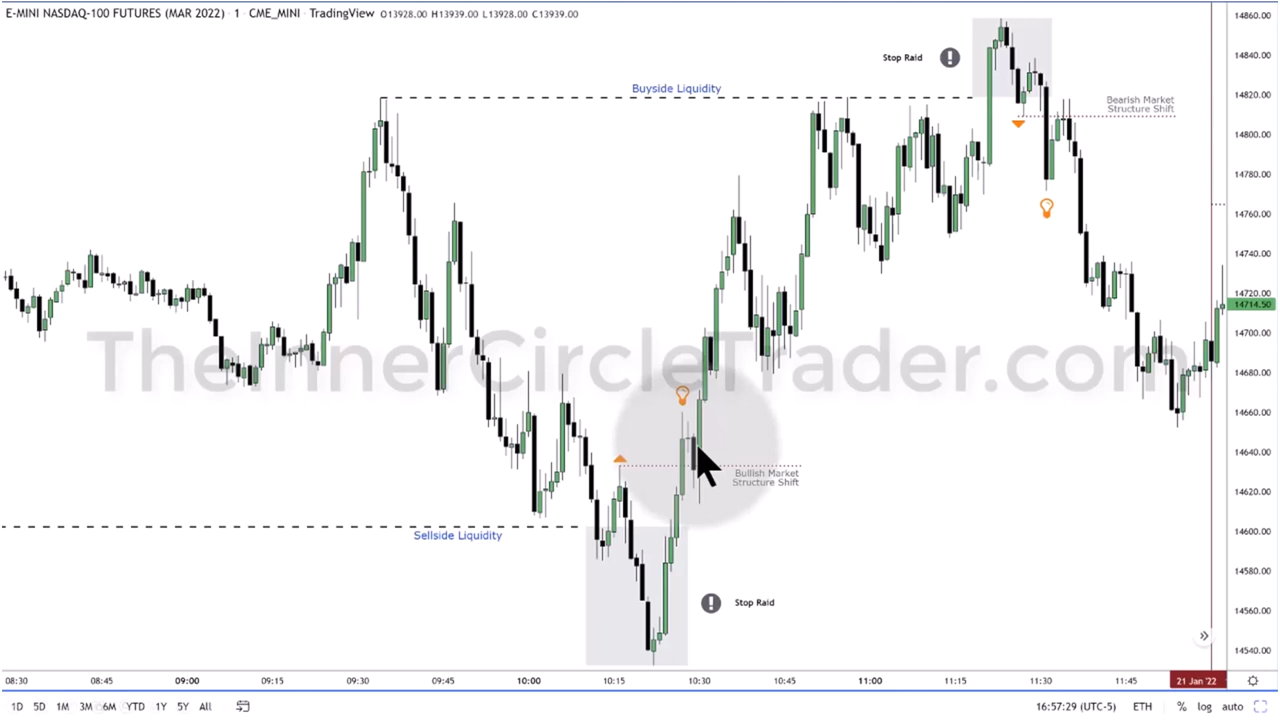 E-MINI NASDAQ-100 FUTURES (MAR 2022) · 1 · CME_MINI · TradingView O13928.00 H13939.00 L13928.00 C13939.00
14860.00
Stop Raid
14840.00
Buyside Liquidity
14820.00
Bearish Market
Structure Shift
14800.00
14780.00
14760.00
14740.00
14720.00
14714.50
14700.00
TheInnerCircleTrader.com
14680.00
14660.00
14640.00
Bullish Market
Structure Shift
14620.00
14600.00
Sellside Liquidity
14580.00
Stop Raid
14560.00
14540.00
08:30 08:45 09:00 09:15 09:30 09:45 10:00 10:15 10:30 10:45 11:00 11:15 11:30 11:45 21 Jan '22
1D 5D 1M 3M 6M YTD 1Y 5Y All 16:57:29 (UTC-5) ETH % log auto